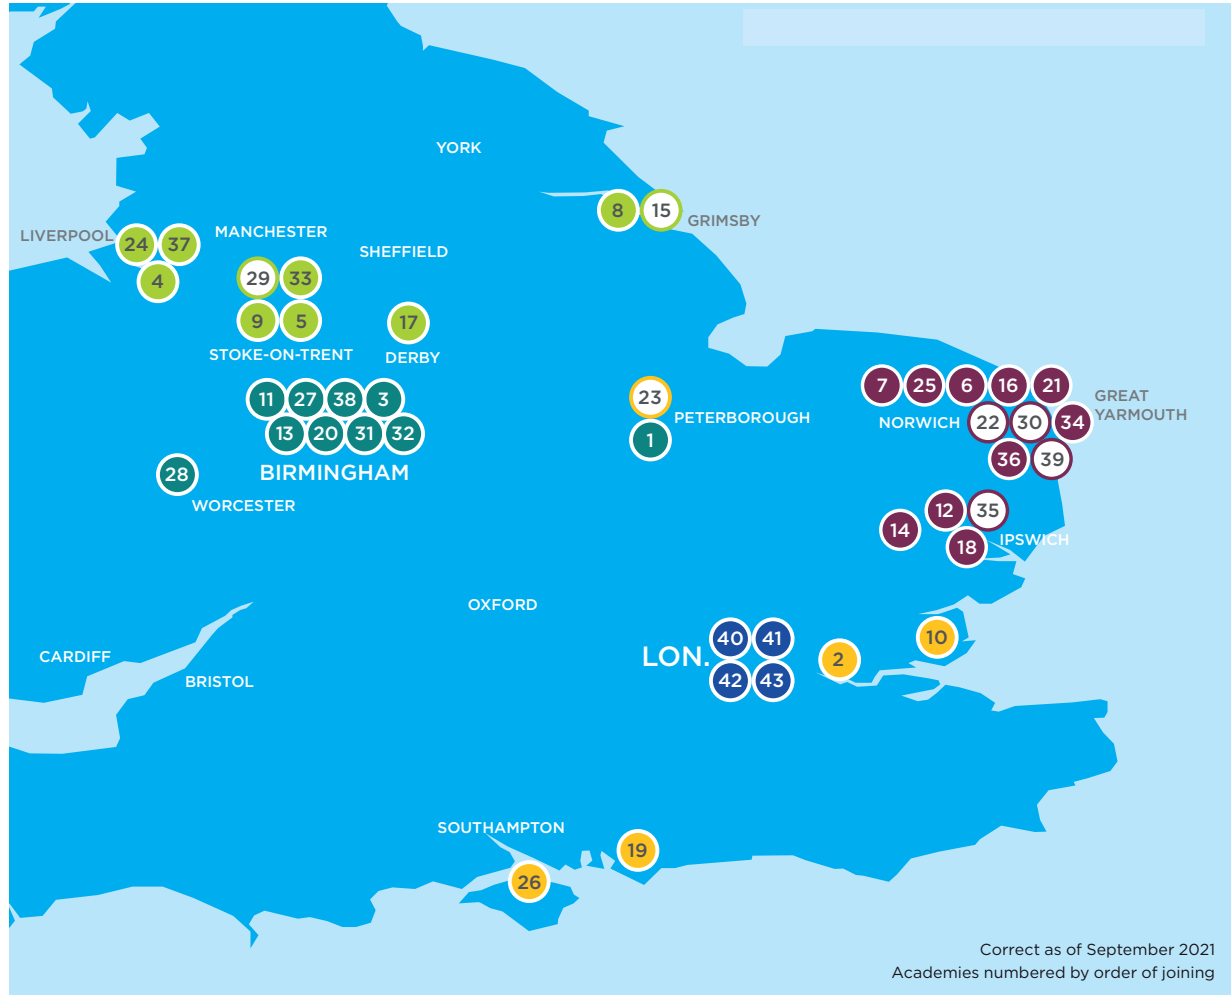 YORK
8
15
GRIMSBY
LIVERPOOL
24
37
MANCHESTER
SHEFFIELD
4
29
33
9
5
17
STOKE-ON-TRENT
DERBY
11
27
38
3
13
20
31
32
BIRMINGHAM
28
WORCESTER
23
PETERBOROUGH
1
7
25
6
16
21
GREAT
YARMOUTH
NORWICH
22
30
34
36
39
12
35
14
18
IPSWICH
OXFORD
CARDIFF
BRISTOL
LON.
40
41
42
43
2
10
SOUTHAMPTON
19
26
Correct as of September 2021
Academies numbered by order of joining